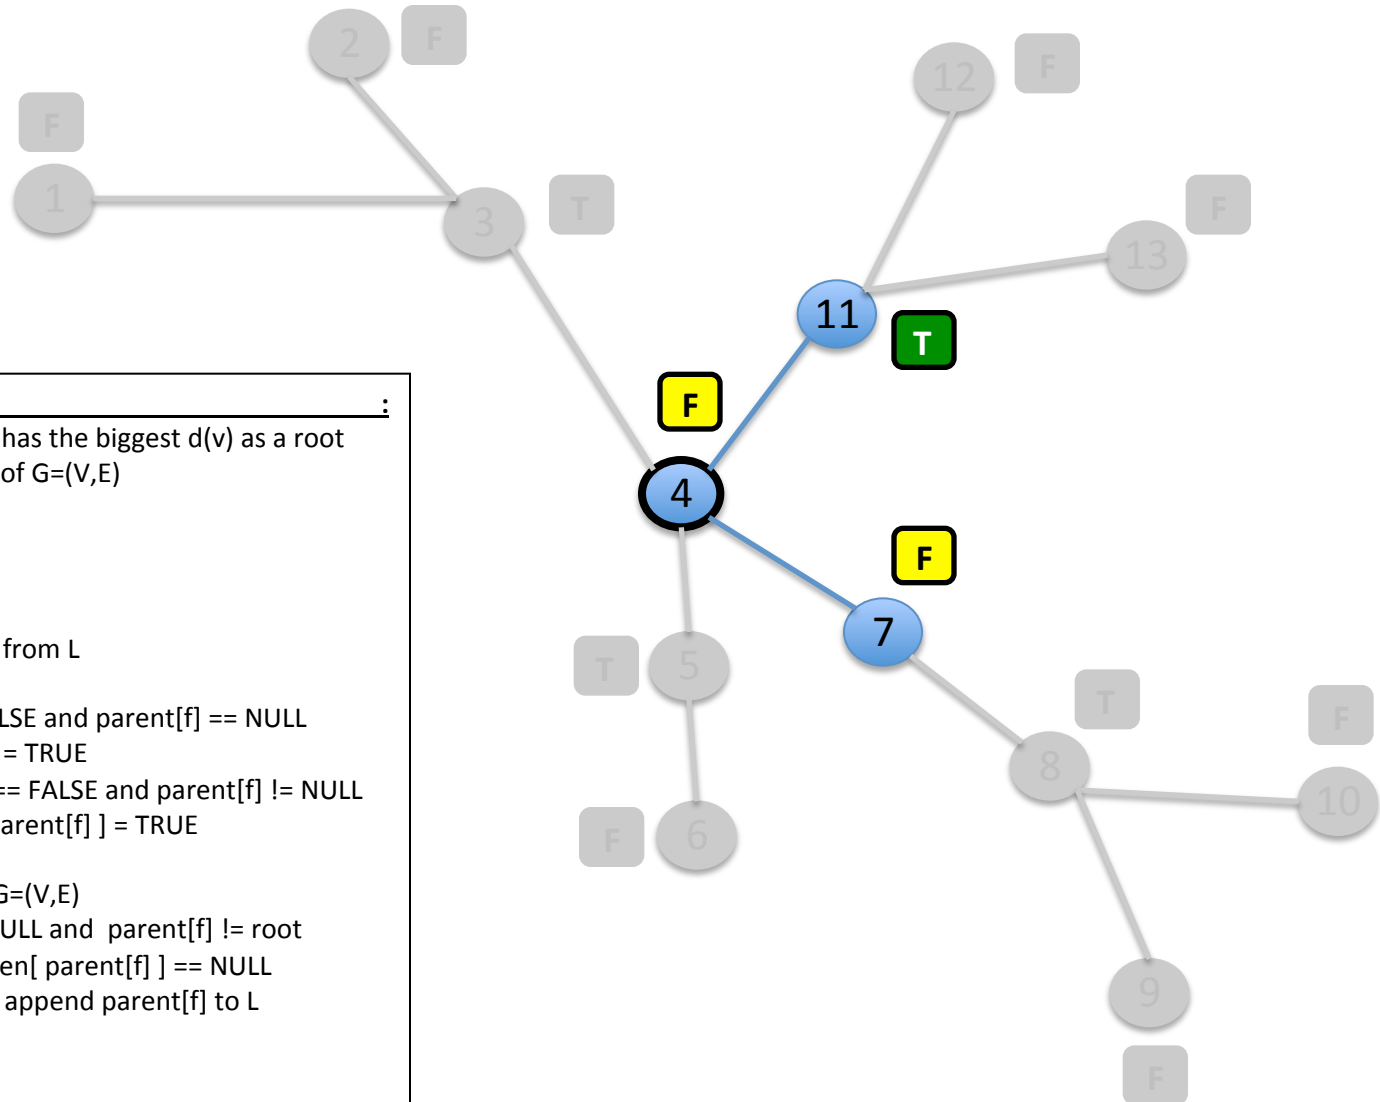 2
F
12
F
F
1
3
T
F
13
11
T
F
4
:
has the biggest d(v) as a root
of G=(V,E)
F
7
from L
T
5
T
LSE and parent[f] == NULL
= TRUE
== FALSE and parent[f] != NULL
arent[f] ] = TRUE
F
8
10
F
6
G=(V,E)
ULL and parent[f] != root
en[ parent[f] ] == NULL
append parent[f] to L
9
F